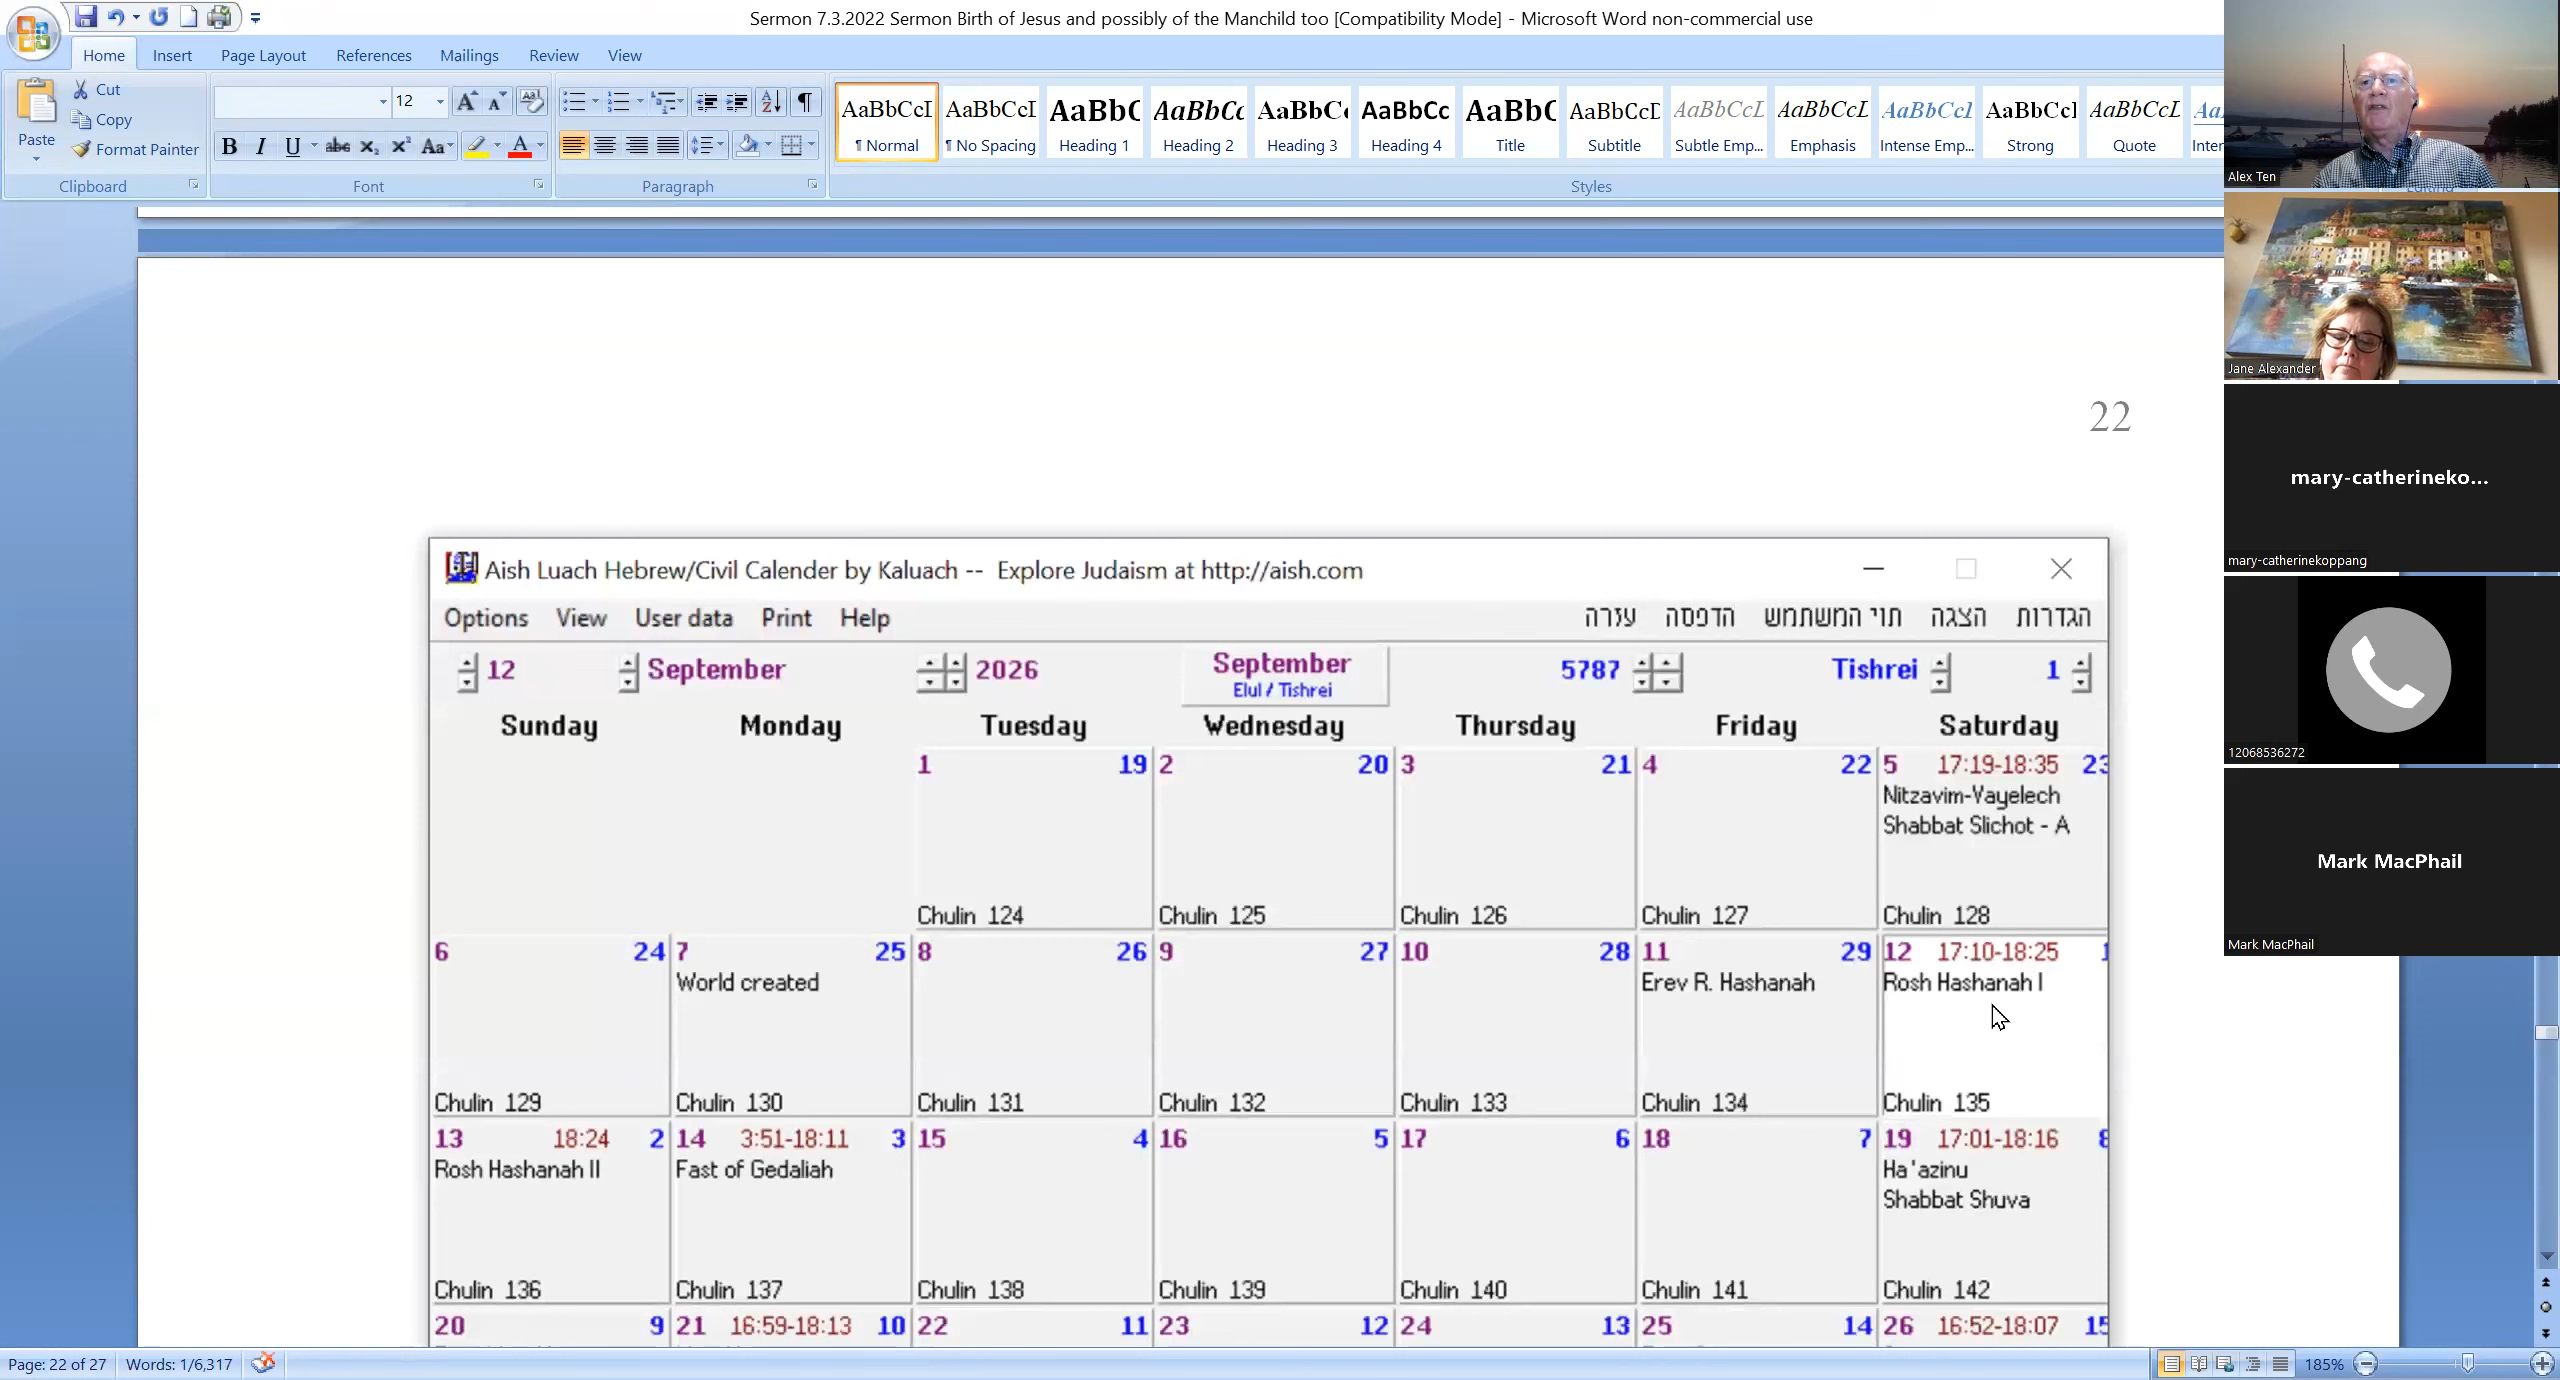 Sermon 7.3.2022 Sermon Birth of Jesus and possibly of the Manchild too [Compatibility Mode] - Microsoft Word non-commercial use
Home Insert Page Layout References Mailings Review View
Paste
Cut
Copy
Format Painter
12
B I U abc x₂ x² Aa A
AaBbCcI AaBbCcI AaBbC AaBbCc AaBbCc AaBbCc AaBbC AaBbCcD AaBbCcL AaBbCcL AaBbCcI AaBbCcI AaBbCcL
¶ Normal ¶ No Spacing Heading 1 Heading 2 Heading 3 Heading 4 Title Subtitle Subtle Emp... Emphasis Intense Emp... Strong Quote
Clipboard Font Paragraph Styles
22
Aish Luach Hebrew/Civil Calender by Kaluach -- Explore Judaism at http://aish.com
Options View User data Print Help הגדרות הצגה תוי המשתמש הדפסה עזרה
12 September 2026 September 5787 Tishrei 1
Elul / Tishrei
Sunday Monday Tuesday Wednesday Thursday Friday Saturday
1 19 2 20 3 21 4 22 5 17:19-18:35 23
Nitzavim-Vayelech
Shabbat Slichot - A
Chulin 124 Chulin 125 Chulin 126 Chulin 127 Chulin 128
6 24 7 25 8 26 9 27 10 28 11 29 12 17:10-18:25 1
World created Erev R. Hashanah Rosh Hashanah I
Chulin 129 Chulin 130 Chulin 131 Chulin 132 Chulin 133 Chulin 134 Chulin 135
13 18:24 2 14 3:51-18:11 3 15 4 16 5 17 6 18 7 19 17:01-18:16 8
Rosh Hashanah II Fast of Gedaliah Ha'azinu
Shabbat Shuva
Chulin 136 Chulin 137 Chulin 138 Chulin 139 Chulin 140 Chulin 141 Chulin 142
20 9 21 16:59-18:13 10 22 11 23 12 24 13 25 14 26 16:52-18:07 15
Page: 22 of 27 Words: 1/6,317 185%
Alex Ten
Jane Alexander
mary-catherineko...
mary-catherinekoppang
12068536272
Mark MacPhail
Mark MacPhail